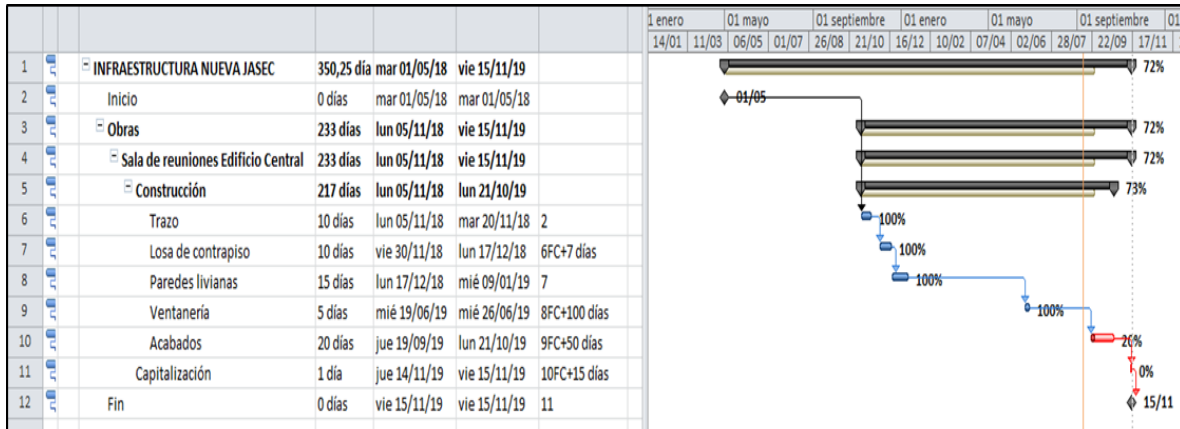 1 enero 01 mayo 01 septiembre 01 enero 01 mayo 01 septiembre 01
14/01 11/03 06/05 01/07 26/08 21/10 16/12 10/02 07/04 02/06 28/07 22/09 17/11
1 INFRAESTRUCTURA NUEVA JASEC 350,25 día mar 01/05/18 vie 15/11/19 72%
2 Inicio 0 días mar 01/05/18 mar 01/05/18 01/05
3 Obras 233 días lun 05/11/18 vie 15/11/19 72%
4 Sala de reuniones Edificio Central 233 días lun 05/11/18 vie 15/11/19 72%
5 Construcción 217 días lun 05/11/18 lun 21/10/19 73%
6 Trazo 10 días lun 05/11/18 mar 20/11/18 2 100%
7 Losa de contrapiso 10 días vie 30/11/18 lun 17/12/18 6FC+7 días 100%
8 Paredes livianas 15 días lun 17/12/18 mié 09/01/19 7 100%
9 Ventanería 5 días mié 19/06/19 mié 26/06/19 8FC+100 días 100%
10 Acabados 20 días jue 19/09/19 lun 21/10/19 9FC+50 días 20%
11 Capitalización 1 día jue 14/11/19 vie 15/11/19 10FC+15 días 0%
12 Fin 0 días vie 15/11/19 vie 15/11/19 11 15/11